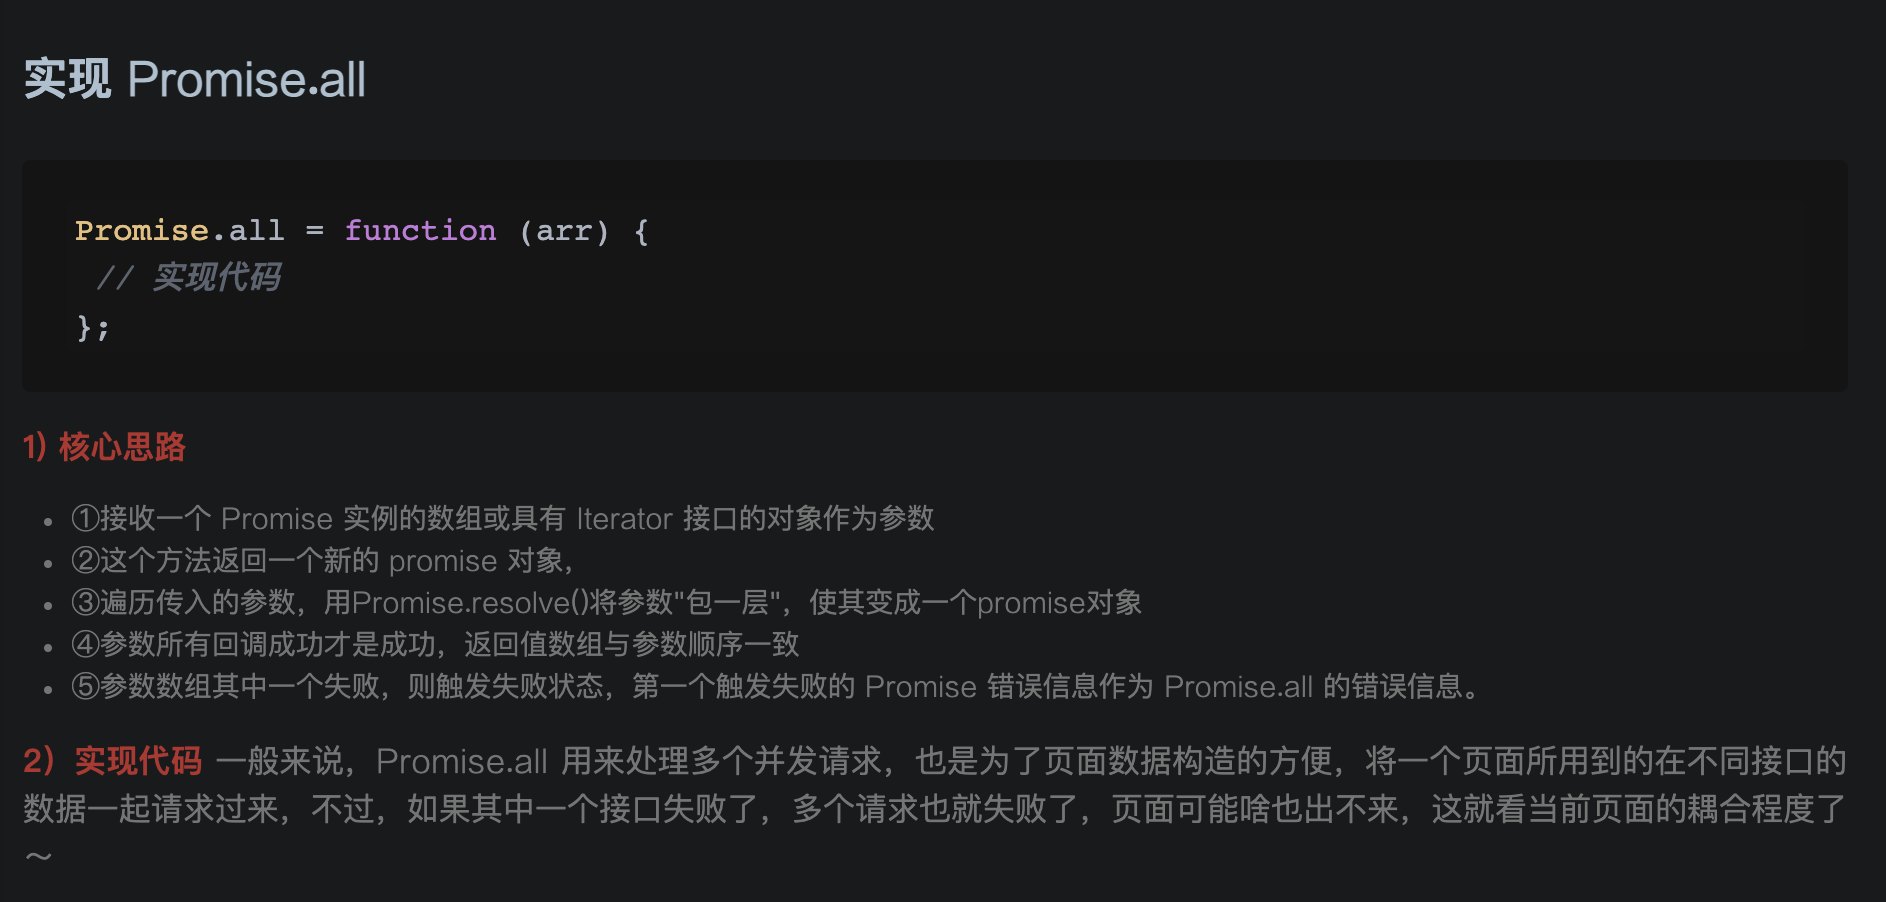 实现 Promise.all
Promise.all = function (arr) {
// 实现代码
};
1) 核心思路
• ①接收一个 Promise 实例的数组或具有 Iterator 接口的对象作为参数
• ②这个方法返回一个新的 promise 对象，
• ③遍历传入的参数，用Promise.resolve()将参数"包一层"，使其变成一个promise对象
• ④参数所有回调成功才是成功，返回值数组与参数顺序一致
• ⑤参数数组其中一个失败，则触发失败状态，第一个触发失败的 Promise 错误信息作为 Promise.all 的错误信息。
2）实现代码 一般来说，Promise.all 用来处理多个并发请求，也是为了页面数据构造的方便，将一个页面所用到的在不同接口的
数据一起请求过来，不过，如果其中一个接口失败了，多个请求也就失败了，页面可能啥也出不来，这就看当前页面的耦合程度了
～